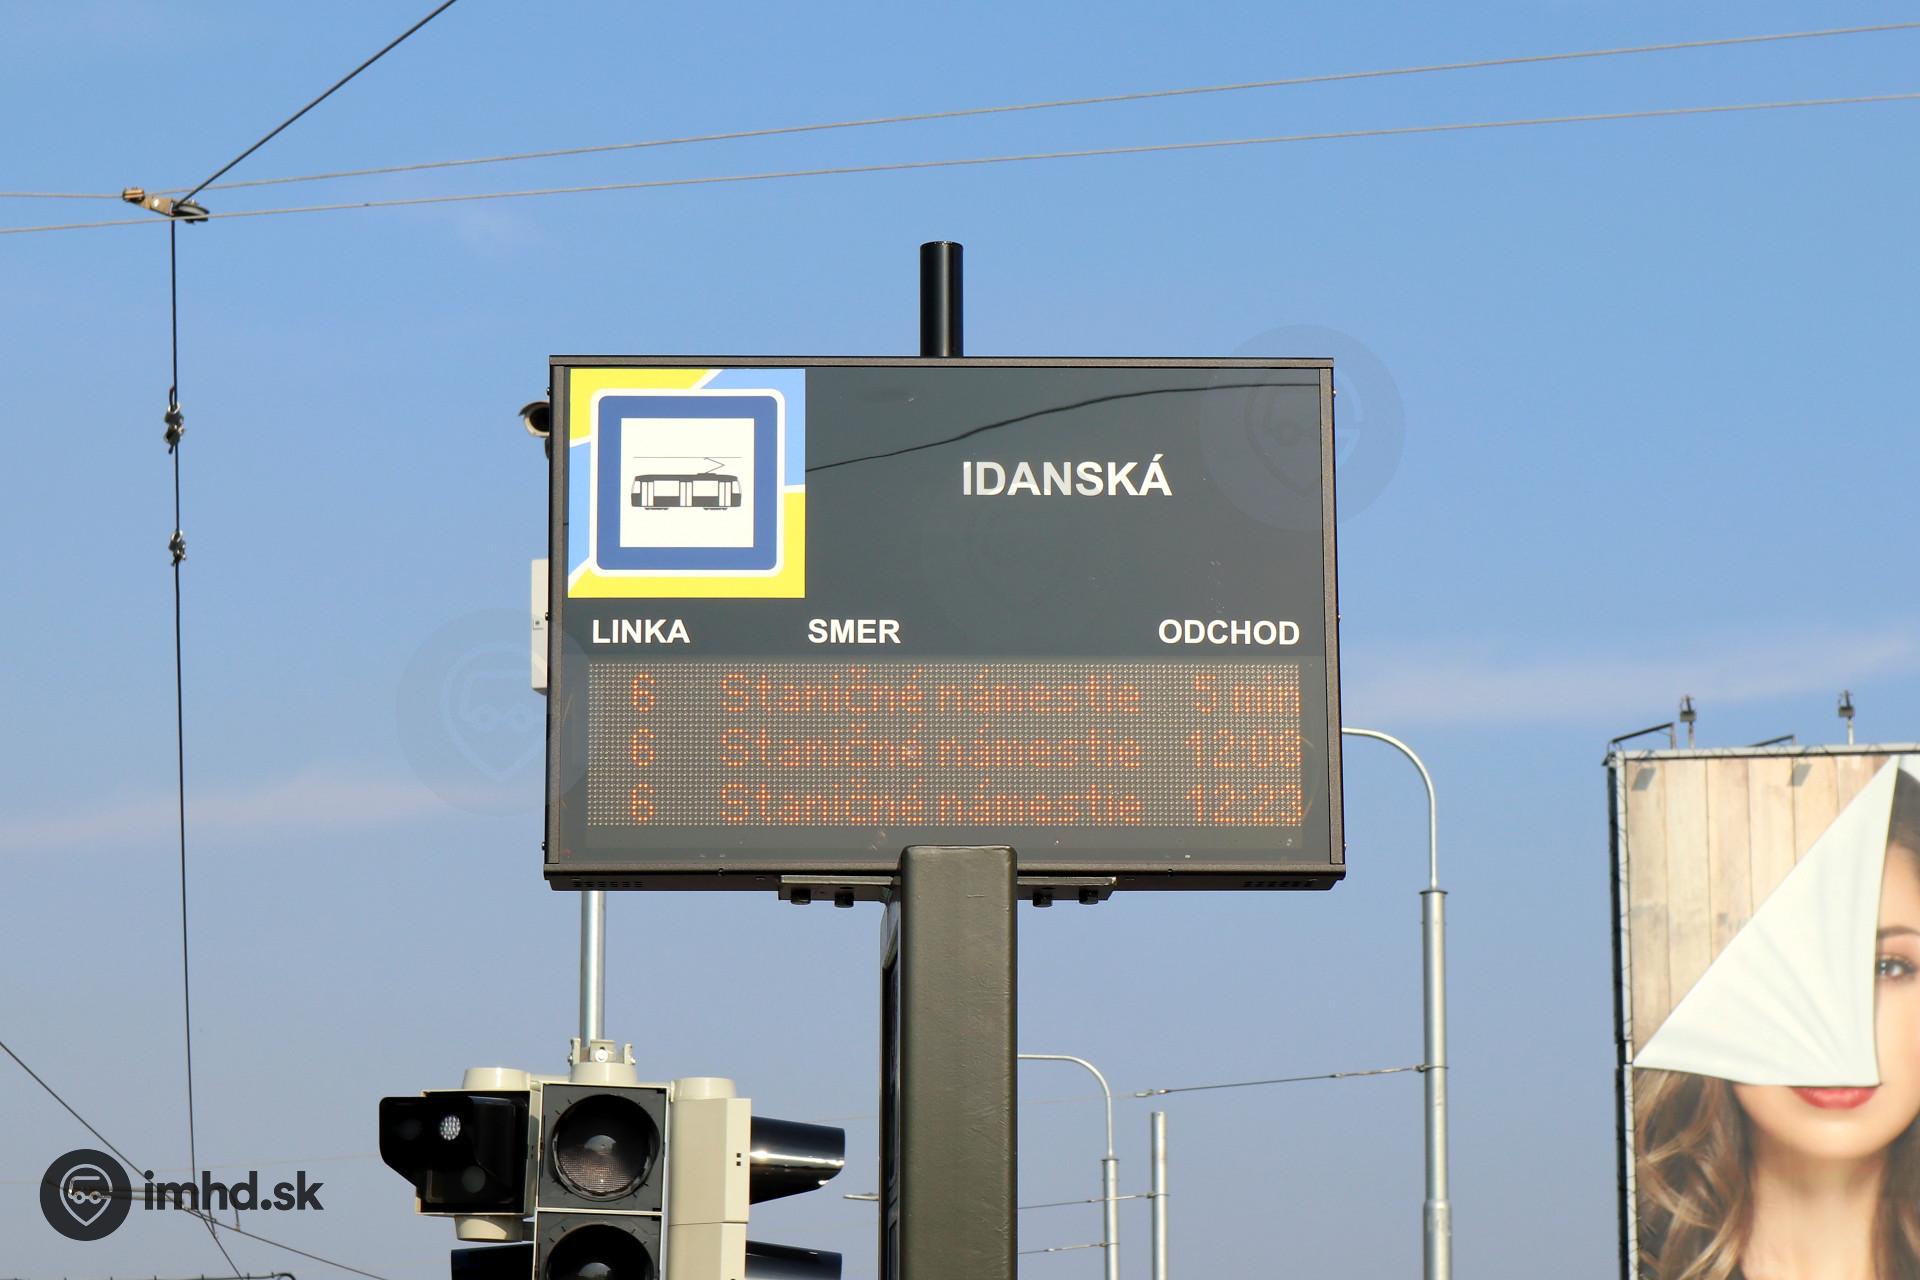 IDANSKÁ
LINKA SMER ODCHOD
6 Staničné námestie 5 min
6 Staničné námestie 12:08
6 Staničné námestie 12:23
imhd.sk